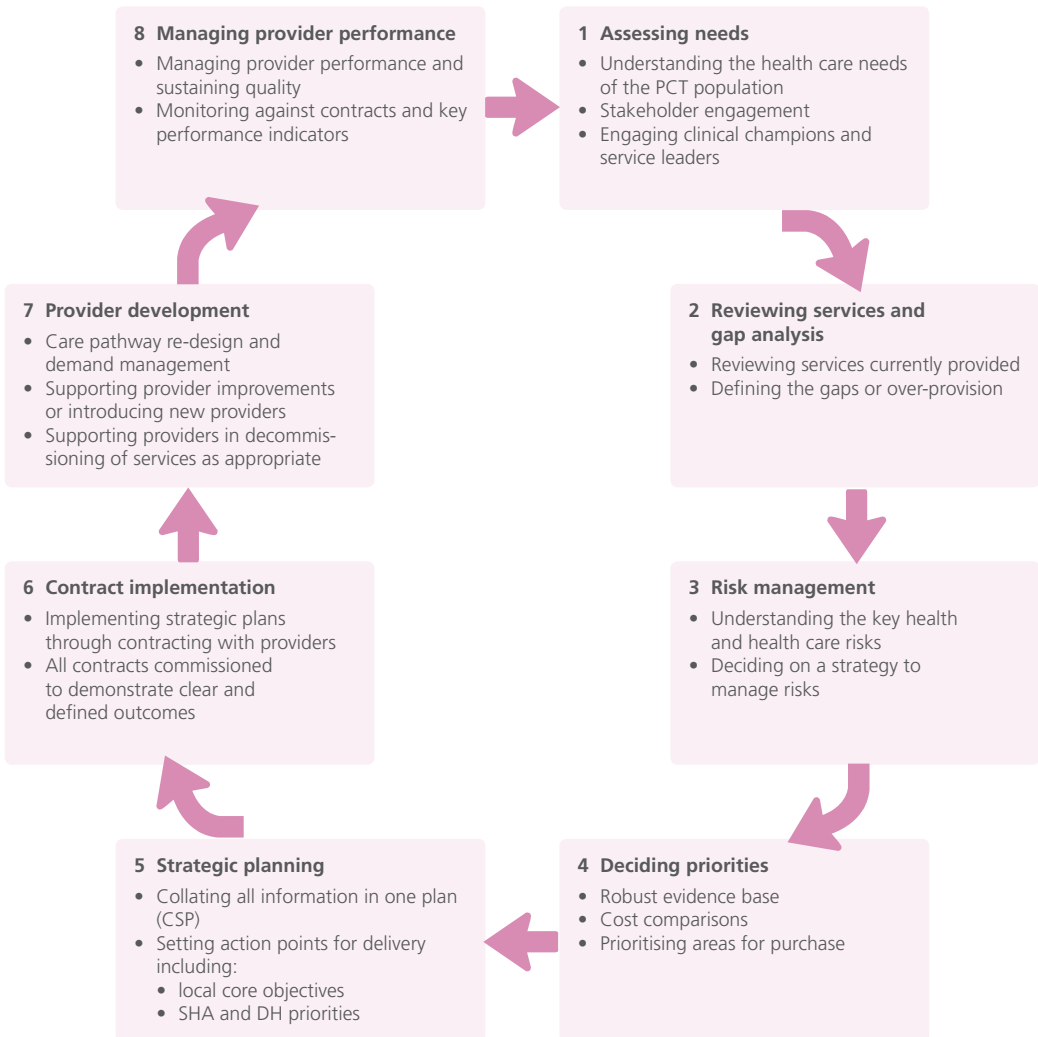 8 Managing provider performance
• Managing provider performance and
sustaining quality
• Monitoring against contracts and key
performance indicators
1 Assessing needs
• Understanding the health care needs
of the PCT population
• Stakeholder engagement
• Engaging clinical champions and
service leaders
7 Provider development
• Care pathway re-design and
demand management
• Supporting provider improvements
or introducing new providers
• Supporting providers in decommis-
sioning of services as appropriate
2 Reviewing services and
gap analysis
• Reviewing services currently provided
• Defining the gaps or over-provision
6 Contract implementation
• Implementing strategic plans
through contracting with providers
• All contracts commissioned
to demonstrate clear and
defined outcomes
3 Risk management
• Understanding the key health
and health care risks
• Deciding on a strategy to
manage risks
5 Strategic planning
• Collating all information in one plan
(CSP)
• Setting action points for delivery
including:
• local core objectives
• SHA and DH priorities
4 Deciding priorities
• Robust evidence base
• Cost comparisons
• Prioritising areas for purchase